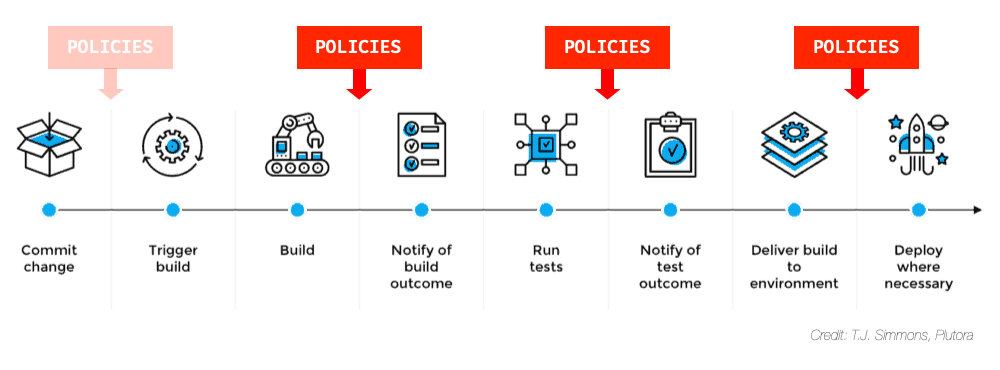 POLICIES
POLICIES
POLICIES
POLICIES
Commit
change
Trigger
build
Build
Notify of
build
outcome
Run
tests
Notify of
test
outcome
Deliver build
to
environment
Deploy
where
necessary
Credit: T.J. Simmons, Plutora